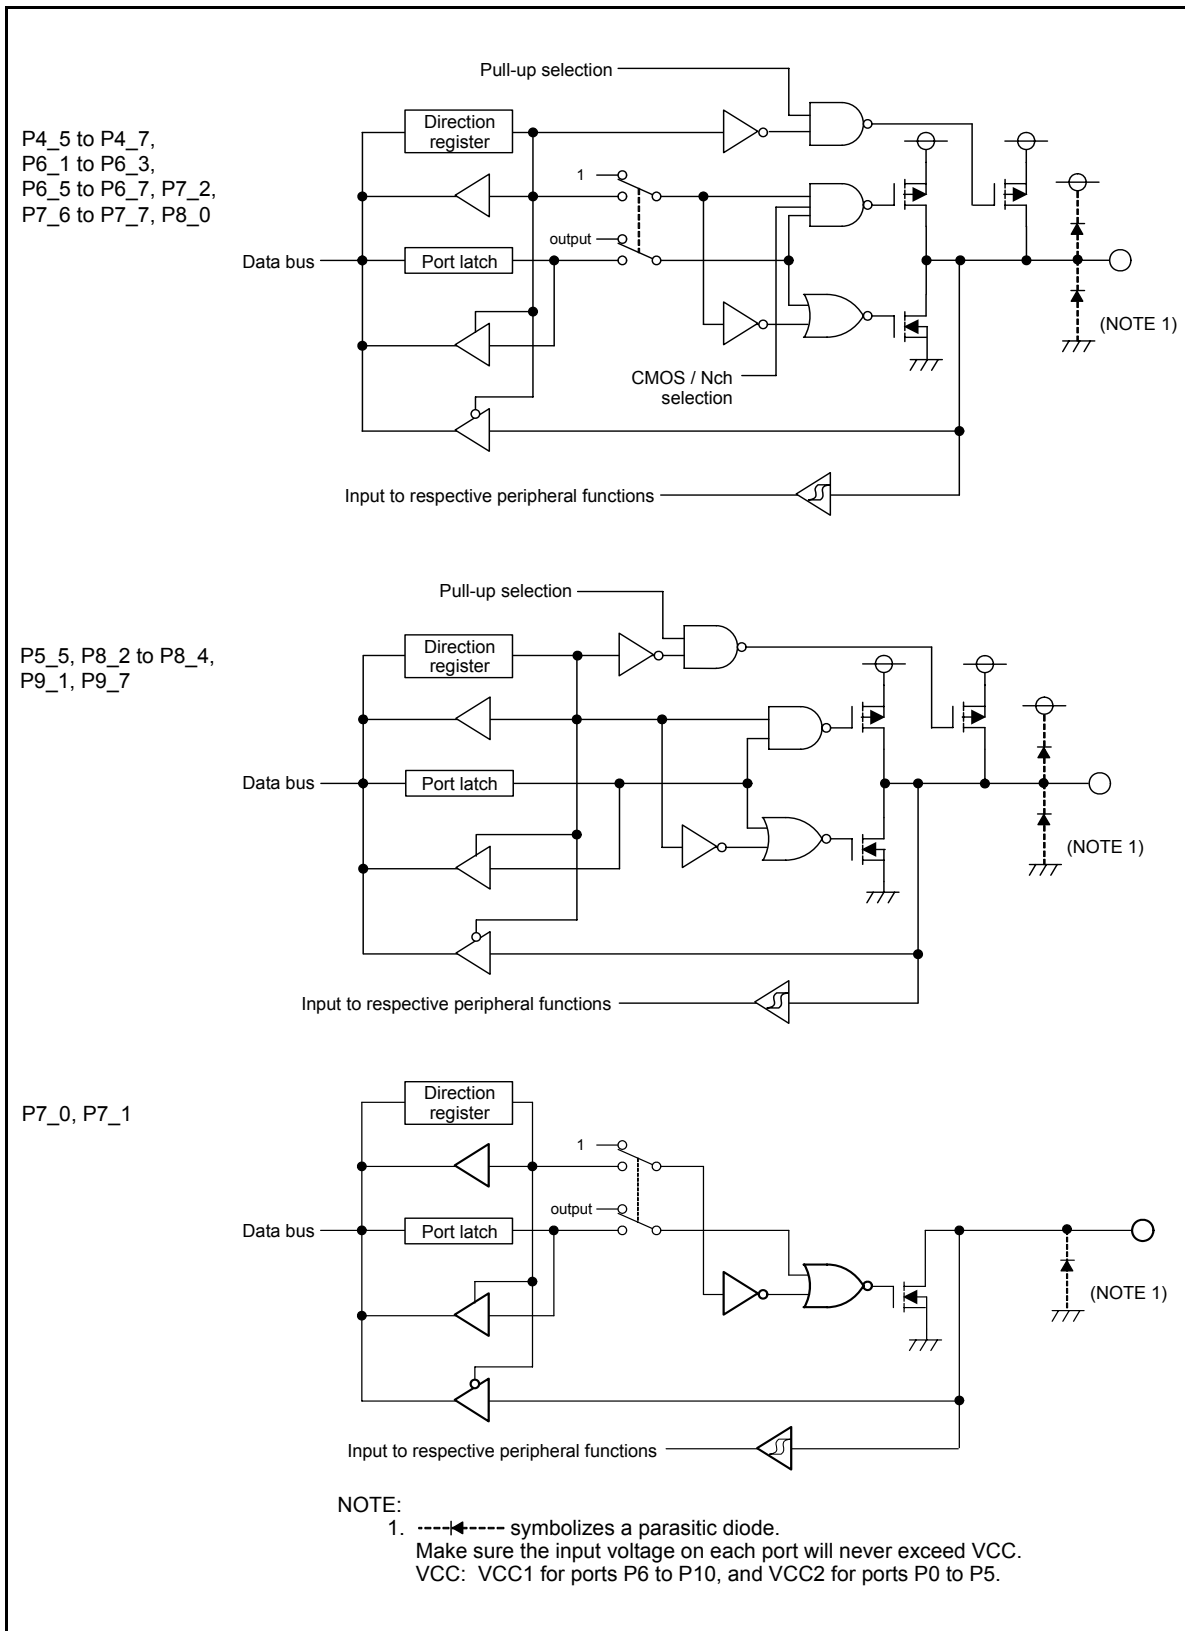 Pull-up selection
P4_5 to P4_7,
P6_1 to P6_3,
P6_5 to P6_7, P7_2,
P7_6 to P7_7, P8_0
Direction
register
1
output
Data bus
Port latch
(NOTE 1)
CMOS / Nch
selection
Input to respective peripheral functions
Pull-up selection
P5_5, P8_2 to P8_4,
P9_1, P9_7
Direction
register
Data bus
Port latch
(NOTE 1)
Input to respective peripheral functions
P7_0, P7_1
Direction
register
1
output
Data bus
Port latch
(NOTE 1)
Input to respective peripheral functions
NOTE:
1. symbolizes a parasitic diode.
Make sure the input voltage on each port will never exceed VCC.
VCC: VCC1 for ports P6 to P10, and VCC2 for ports P0 to P5.